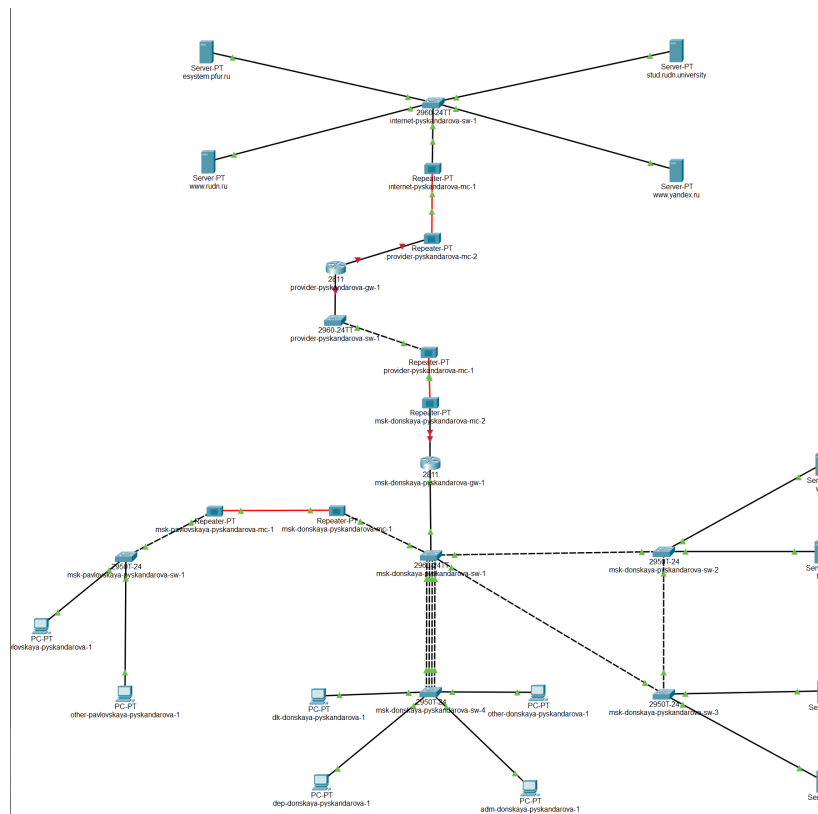 Server-PT
esystem.pfur.ru
Server-PT
stud.rudn.university
2960-24TT
internet-pyskandarova-sw-1
Server-PT
www.rudn.ru
Server-PT
www.yandex.ru
Repeater-PT
internet-pyskandarova-mc-1
Repeater-PT
provider-pyskandarova-mc-2
2811
provider-pyskandarova-gw-1
2960-24TT
provider-pyskandarova-sw-1
Repeater-PT
provider-pyskandarova-mc-1
Repeater-PT
msk-donskaya-pyskandarova-mc-2
2811
msk-donskaya-pyskandarova-gw-1
Repeater-PT
msk-pavlovskaya-pyskandarova-mc-1
Repeater-PT
msk-donskaya-pyskandarova-mc-1
2950T-24
msk-pavlovskaya-pyskandarova-sw-1
2960-24TT
msk-donskaya-pyskandarova-sw-1
2950T-24
msk-donskaya-pyskandarova-sw-2
PC-PT
vlovskaya-pyskandarova-1
PC-PT
other-pavlovskaya-pyskandarova-1
PC-PT
dk-donskaya-pyskandarova-1
2950T-24
msk-donskaya-pyskandarova-sw-4
PC-PT
other-donskaya-pyskandarova-1
2950T-24
msk-donskaya-pyskandarova-sw-3
PC-PT
dep-donskaya-pyskandarova-1
PC-PT
adm-donskaya-pyskandarova-1